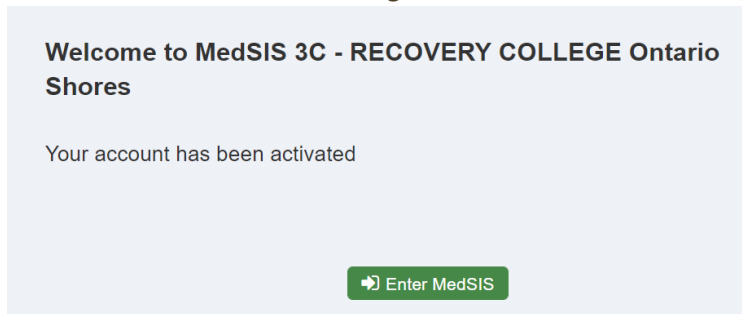 Welcome to MedSIS 3C - RECOVERY COLLEGE Ontario
Shores
Your account has been activated
Enter MedSIS